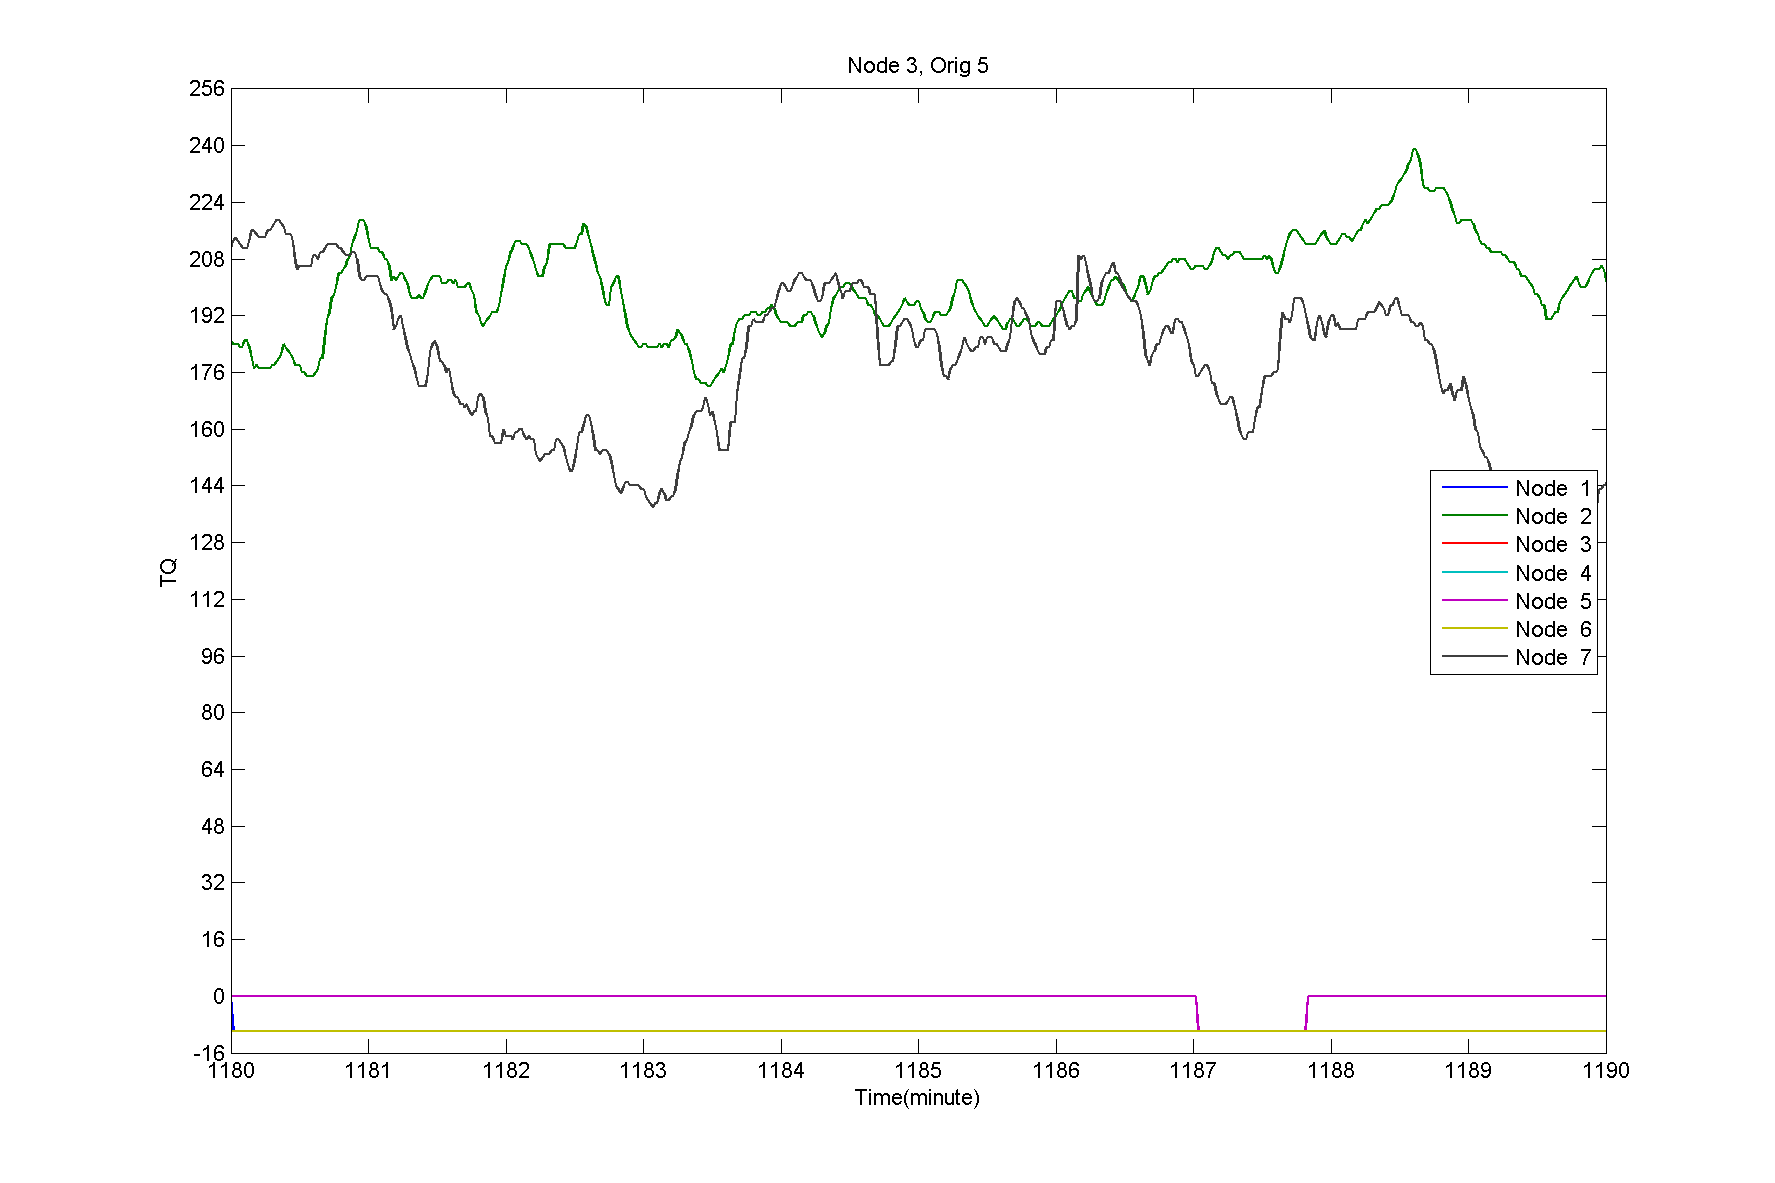 Node 3, Orig 5
256
240
224
208
192
176
160
144
128
112
96
80
64
48
32
16
0
-16
TQ
Node 1
Node 2
Node 3
Node 4
Node 5
Node 6
Node 7
1180 1181 1182 1183 1184 1185 1186 1187 1188 1189 1190
Time(minute)